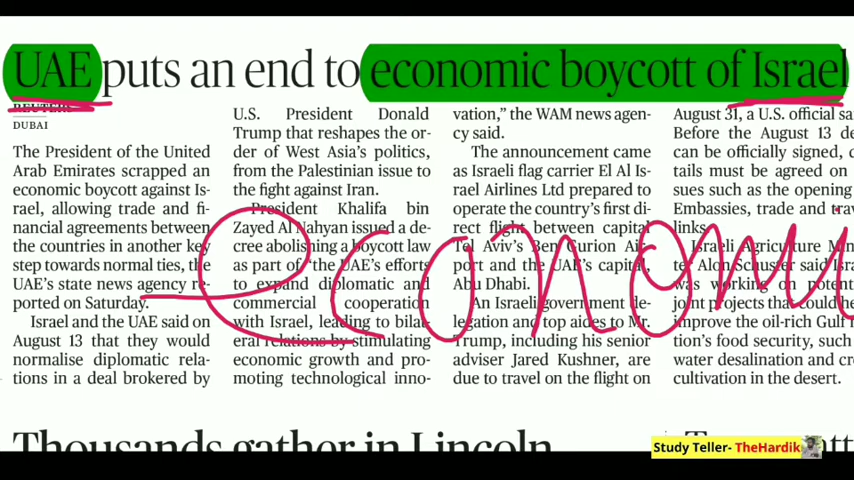 UAE puts an end to economic boycott of Israel
REUTERS
DUBAI
The President of the United
Arab Emirates scrapped an
economic boycott against Is-
rael, allowing trade and fi-
nancial agreements between
the countries in another key
step towards normal ties, the
UAE's state news agency re-
ported on Saturday.
Israel and the UAE said on
August 13 that they would
normalise diplomatic rela-
tions in a deal brokered by
U.S. President Donald
Trump that reshapes the or-
der of West Asia's politics,
from the Palestinian issue to
the fight against Iran.
President Khalifa bin
Zayed Al Nahyan issued a de-
cree abolishing a boycott law
as part of "the UAE's efforts
to expand diplomatic and
commercial cooperation
with Israel, leading to bilat-
eral relations by stimulating
economic growth and pro-
moting technological inno-
vation," the WAM news agen-
cy said.
The announcement came
as Israeli flag carrier El Al Is-
rael Airlines Ltd prepared to
operate the country's first di-
rect flight between capital
Tel Aviv's Ben Gurion Air-
port and the UAE's capital,
Abu Dhabi.
An Israeli government de-
legation and top aides to Mr.
Trump, including his senior
adviser Jared Kushner, are
due to travel on the flight on
August 31, a U.S. official sai
Before the August 13 de
can be officially signed, d
tails must be agreed on
sues such as the opening
Embassies, trade and trav
links.
Israeli Agriculture Min
ter Alon Schuster said Isr
was working on potent
joint projects that could he
improve the oil-rich Gulf n
tion's food security, such
water desalination and cro
cultivation in the desert.
Economi
Thousands gather in Lincoln
Study Teller- TheHardik